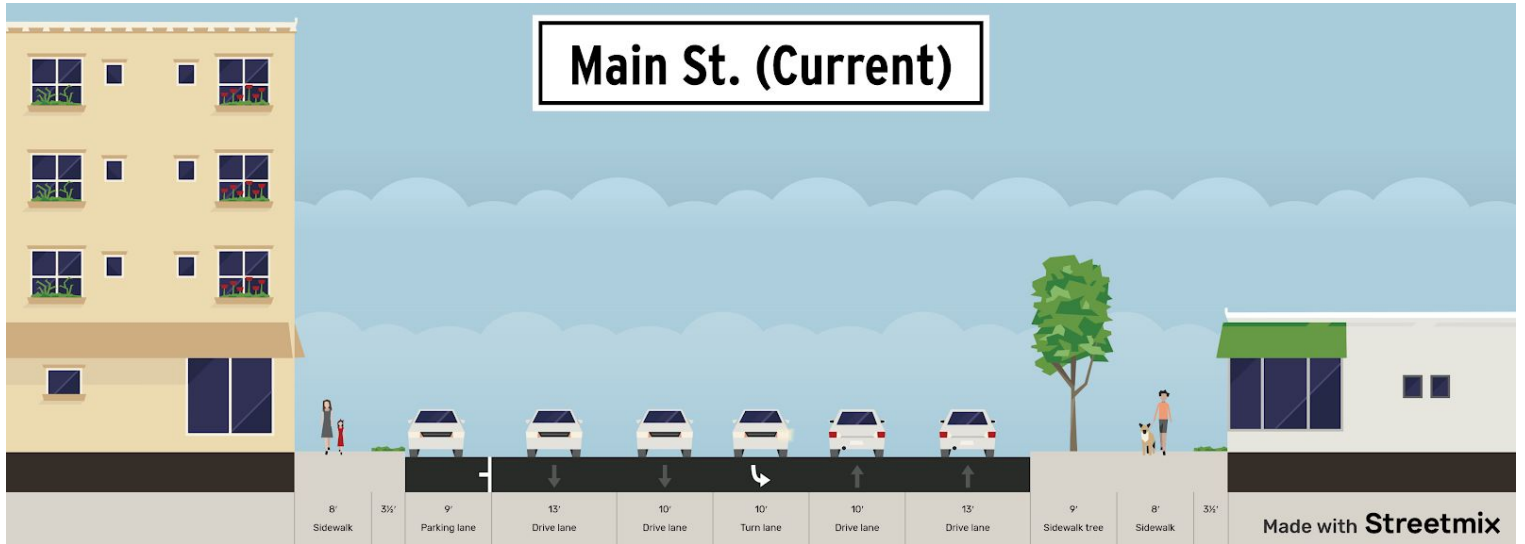 Main St. (Current)
8' 3½' 9' 13' 10' 10' 10' 13' 9' 8' 3½'
Sidewalk Parking lane Drive lane Drive lane Turn lane Drive lane Drive lane Sidewalk tree Sidewalk
Made with Streetmix